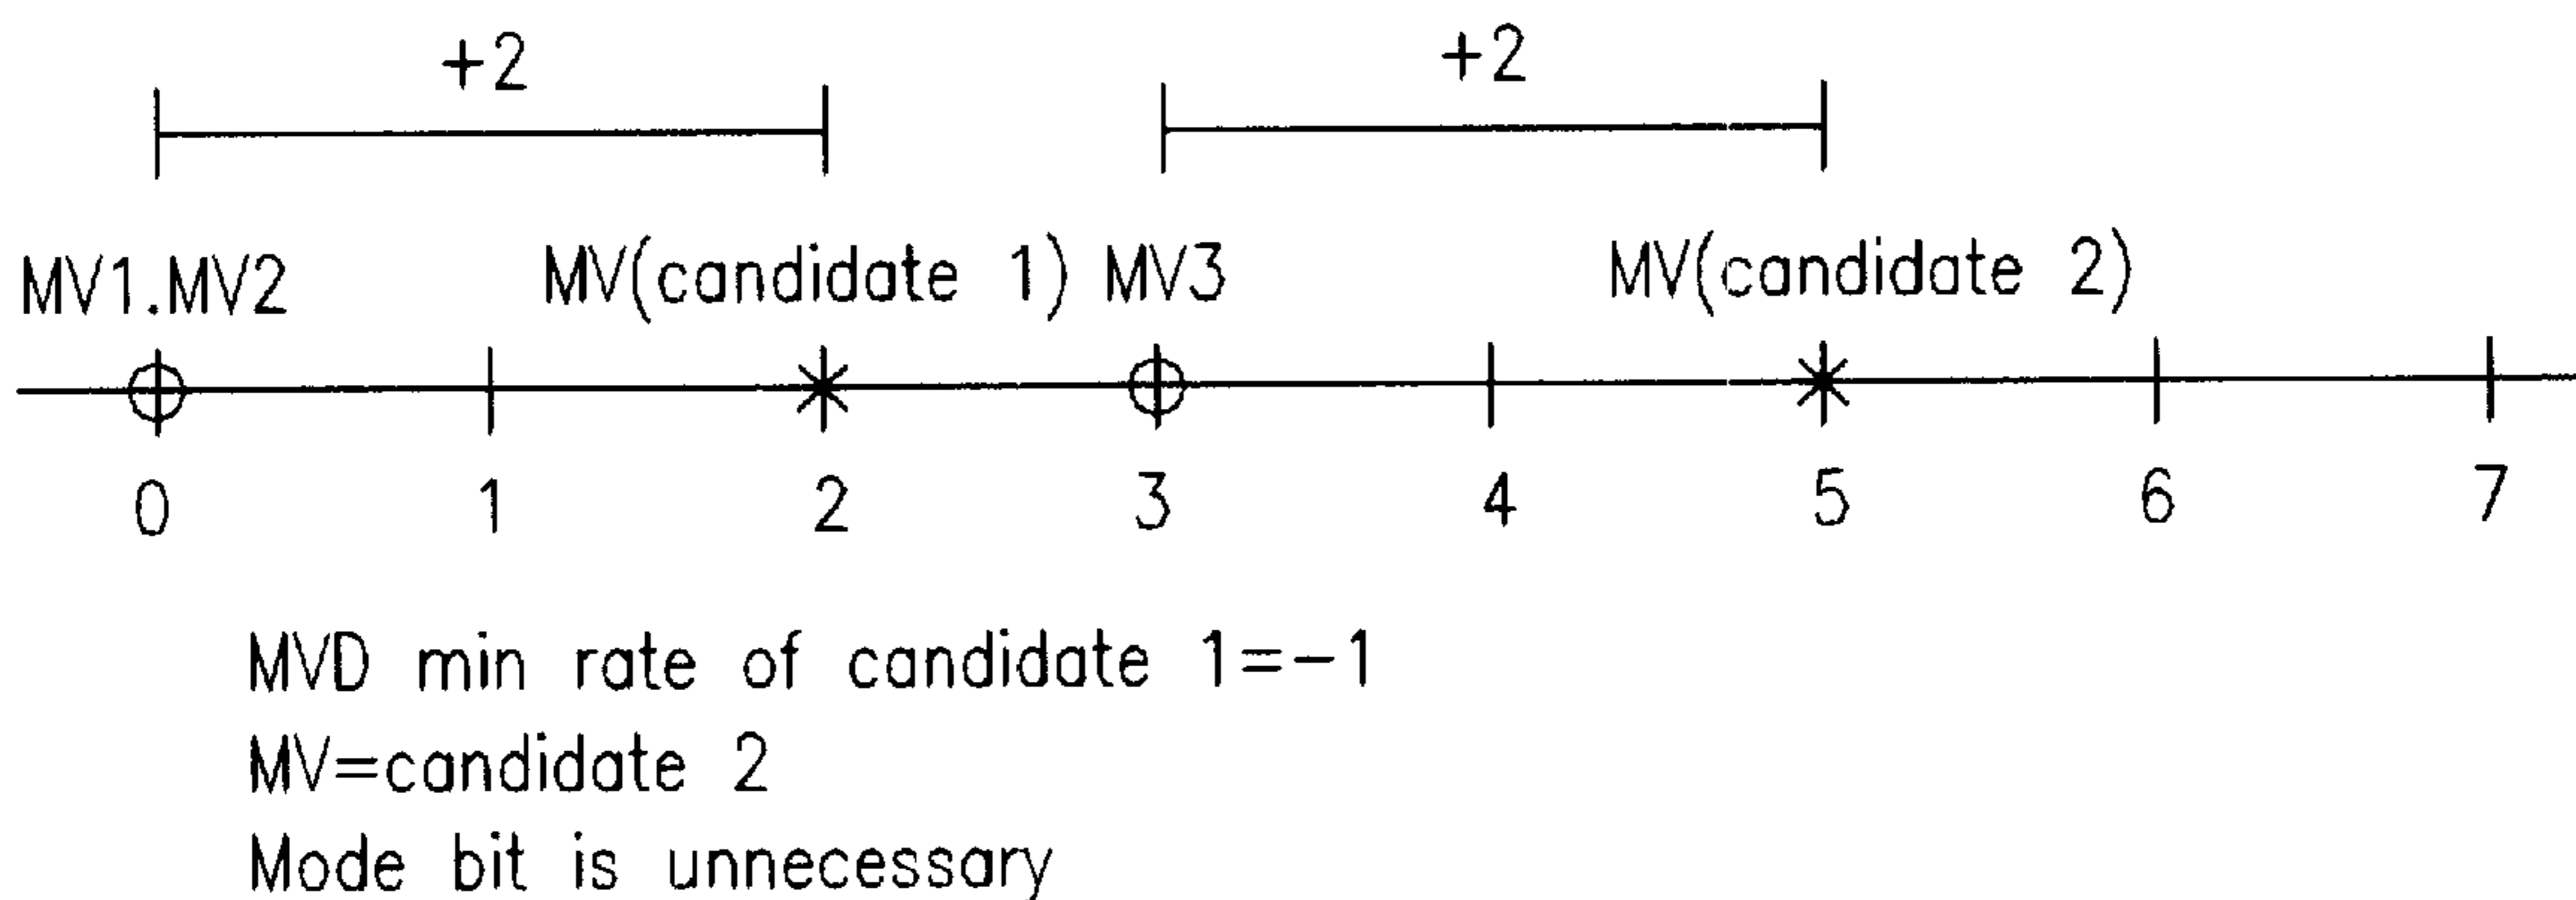 +2 +2
MV1.MV2 MV(candidate 1) MV3 MV(candidate 2)
0 1 2 3 4 5 6 7
MVD min rate of candidate 1=-1
MV=candidate 2
Mode bit is unnecessary